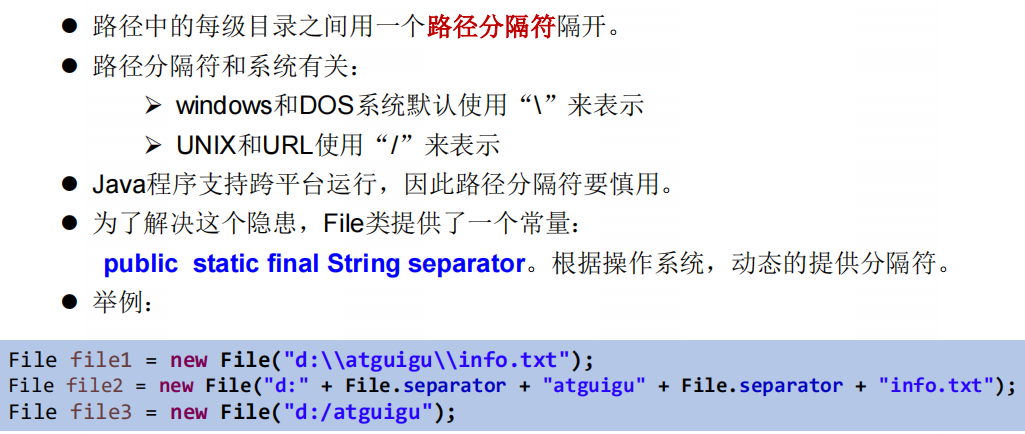 ● 路径中的每级目录之间用一个路径分隔符隔开。
● 路径分隔符和系统有关：
➢ windows和DOS系统默认使用“\”来表示
➢ UNIX和URL使用“/”来表示
● Java程序支持跨平台运行，因此路径分隔符要慎用。
● 为了解决这个隐患，File类提供了一个常量：
public static final String separator。根据操作系统，动态的提供分隔符。
● 举例：
File file1 = new File("d:\\atguigu\\info.txt");
File file2 = new File("d:" + File.separator + "atguigu" + File.separator + "info.txt");
File file3 = new File("d:/atguigu");